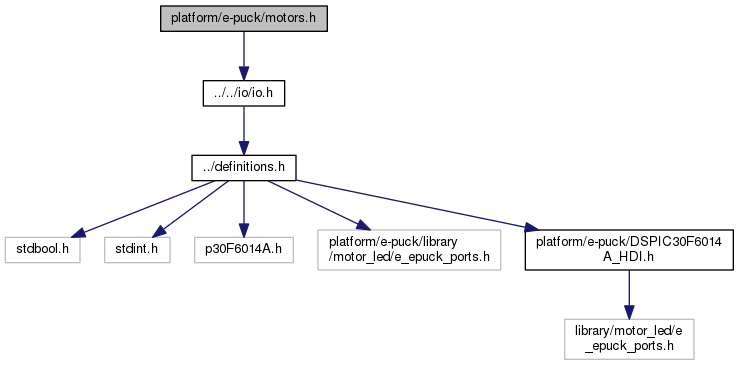 platform/e-puck/motors.h
../../io/io.h
../definitions.h
stdbool.h
stdint.h
p30F6014A.h
platform/e-puck/library
/motor_led/e_epuck_ports.h
platform/e-puck/DSPIC30F6014
A_HDI.h
library/motor_led/e
_epuck_ports.h